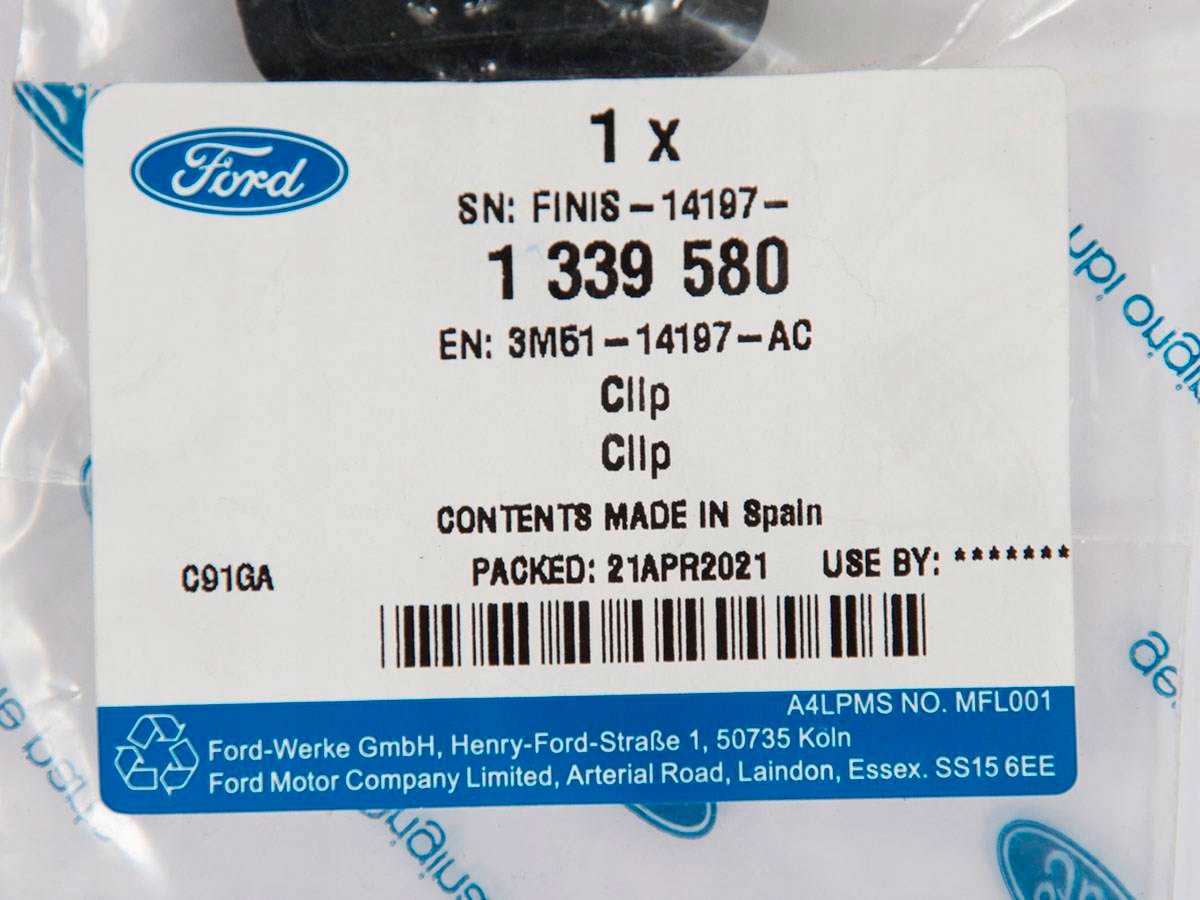 Ford
1 x
SN: FINIS-14197-
1 339 580
EN: 3M51-14197-AC
Clip
Clip
CONTENTS MADE IN Spain
C91GA PACKED: 21APR2021 USE BY: *******
A4LPMS NO. MFL001
Ford-Werke GmbH, Henry-Ford-Straße 1, 50735 Köln
Ford Motor Company Limited, Arterial Road, Laindon, Essex. SS15 6EE